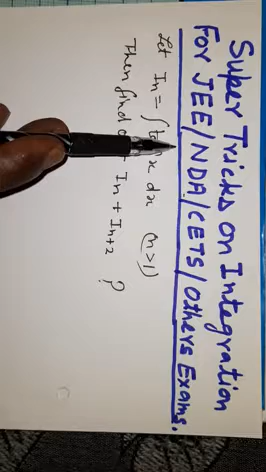 Super Tricks on Integration
For JEE/NDA/CETS/Others Exams.
Let In = ∫ x dx (n>1)
Then find In + In+2 ?